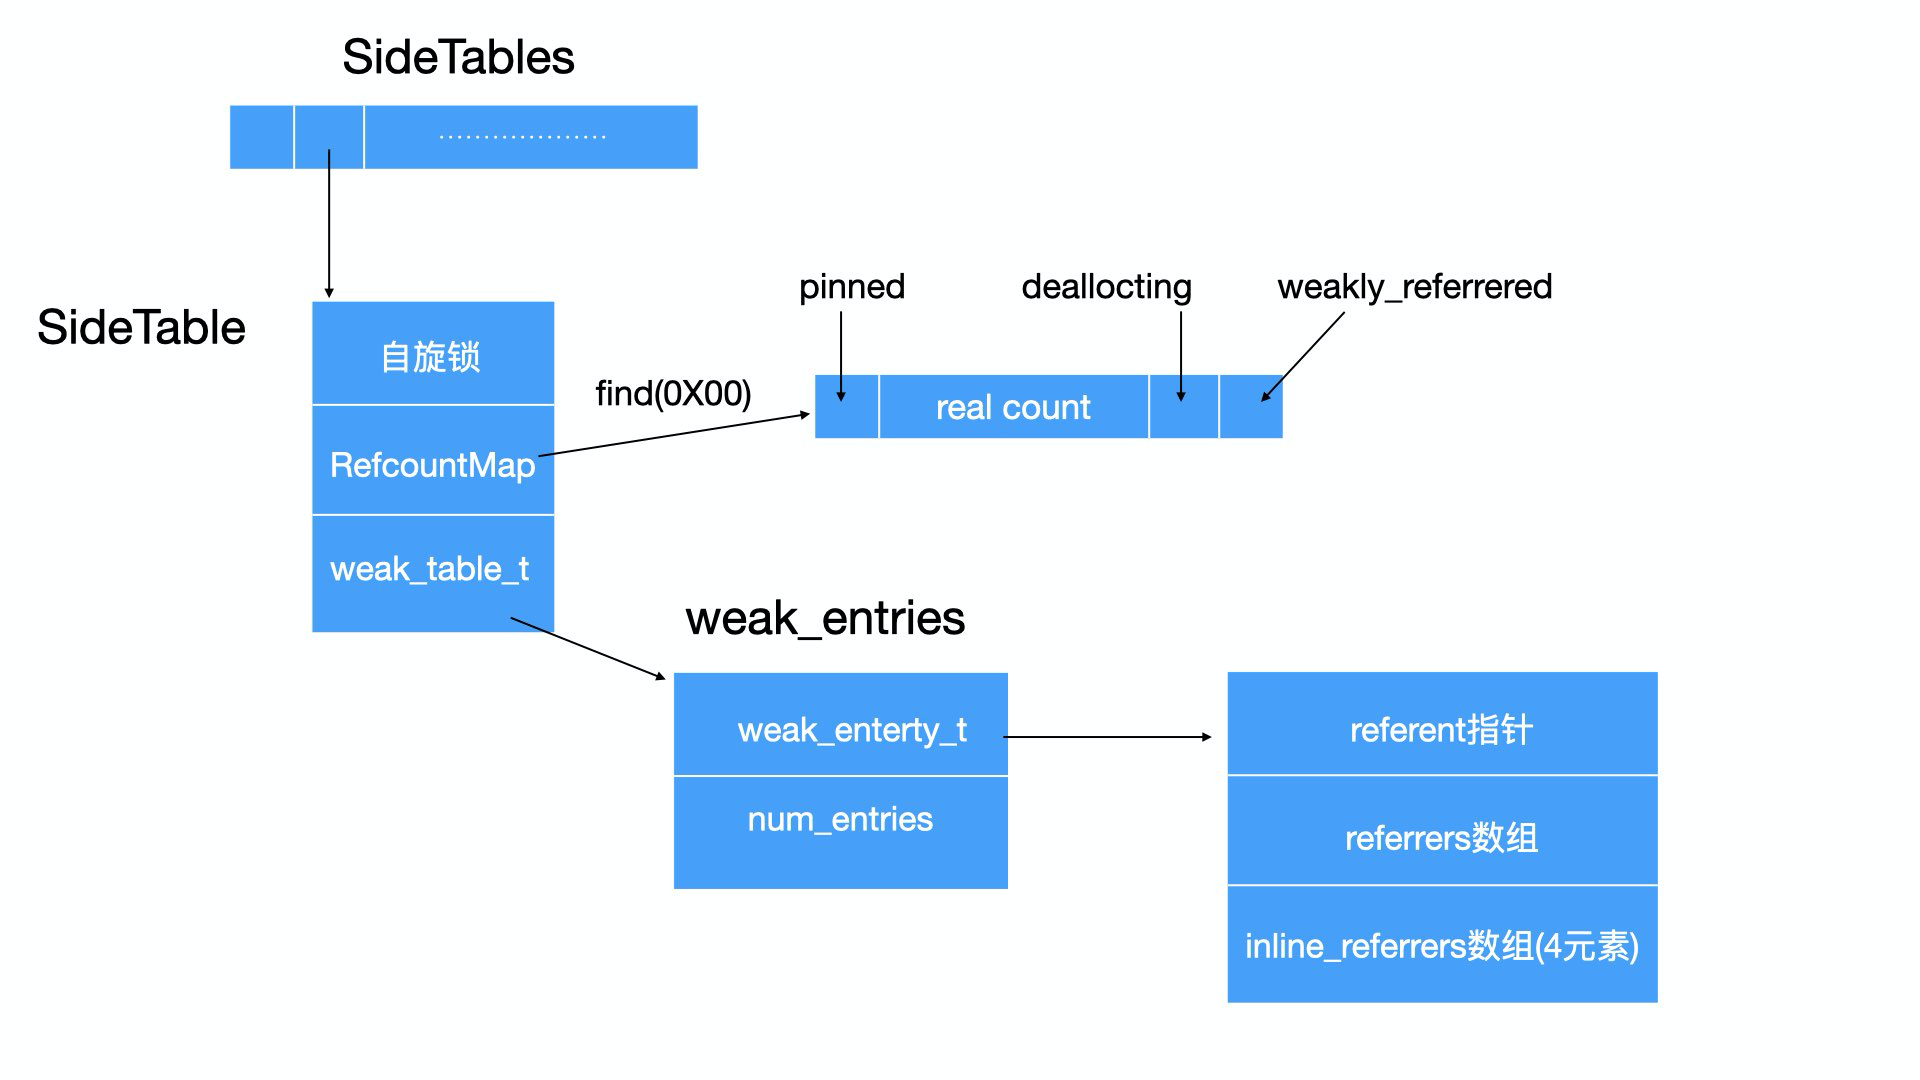 SideTables
...................
SideTable
自旋锁
RefcountMap
weak_table_t
find(0X00)
pinned
deallocting
weakly_referrered
real count
weak_entries
weak_enterty_t
num_entries
referent指针
referrers数组
inline_referrers数组(4元素)